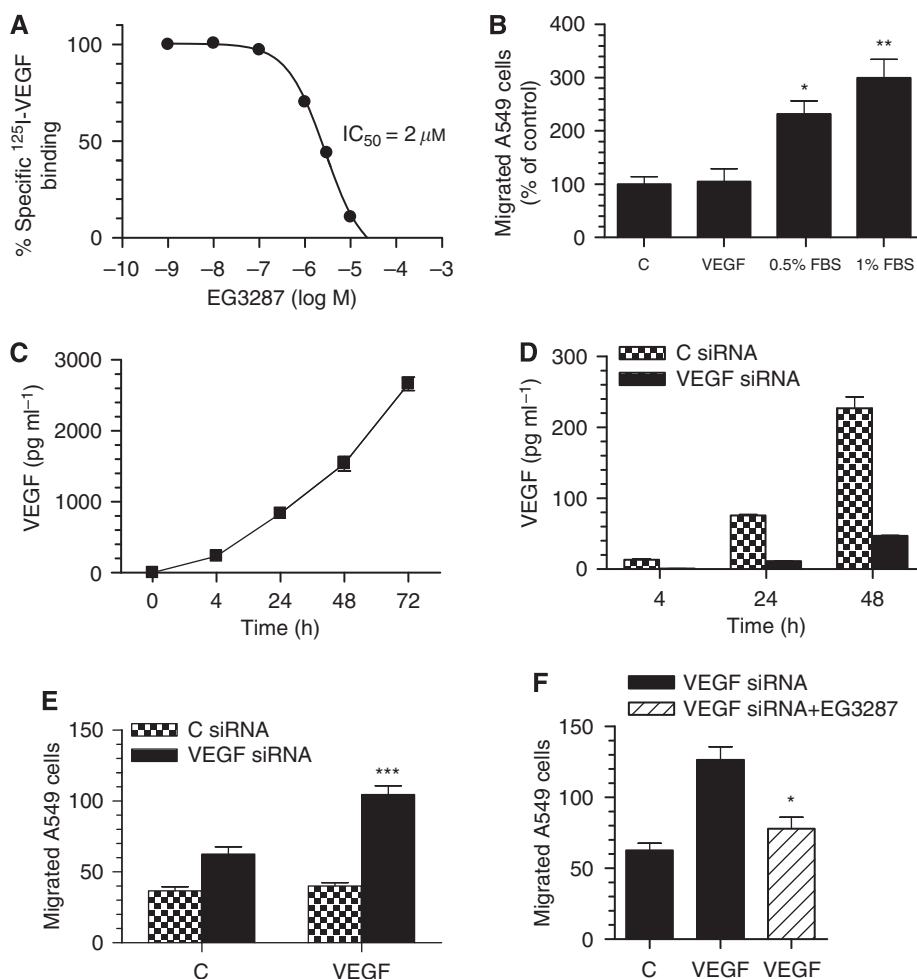 A
% Specific ¹²⁵I-VEGF
binding
100
50
0
IC₅₀ = 2 μM
–10 –9 –8 –7 –6 –5 –4 –3
EG3287 (log M)
B
Migrated A549 cells
(% of control)
400
300
200
100
0
*
**
C VEGF 0.5% FBS 1% FBS
C
VEGF (pg ml⁻¹)
3000
2000
1000
0
0 4 24 48 72
Time (h)
D
C siRNA
VEGF siRNA
VEGF (pg ml⁻¹)
300
200
100
0
4 24 48
Time (h)
E
C siRNA
VEGF siRNA
Migrated A549 cells
150
100
50
0
***
C VEGF
F
VEGF siRNA
VEGF siRNA+EG3287
Migrated A549 cells
150
100
50
0
*
C VEGF VEGF